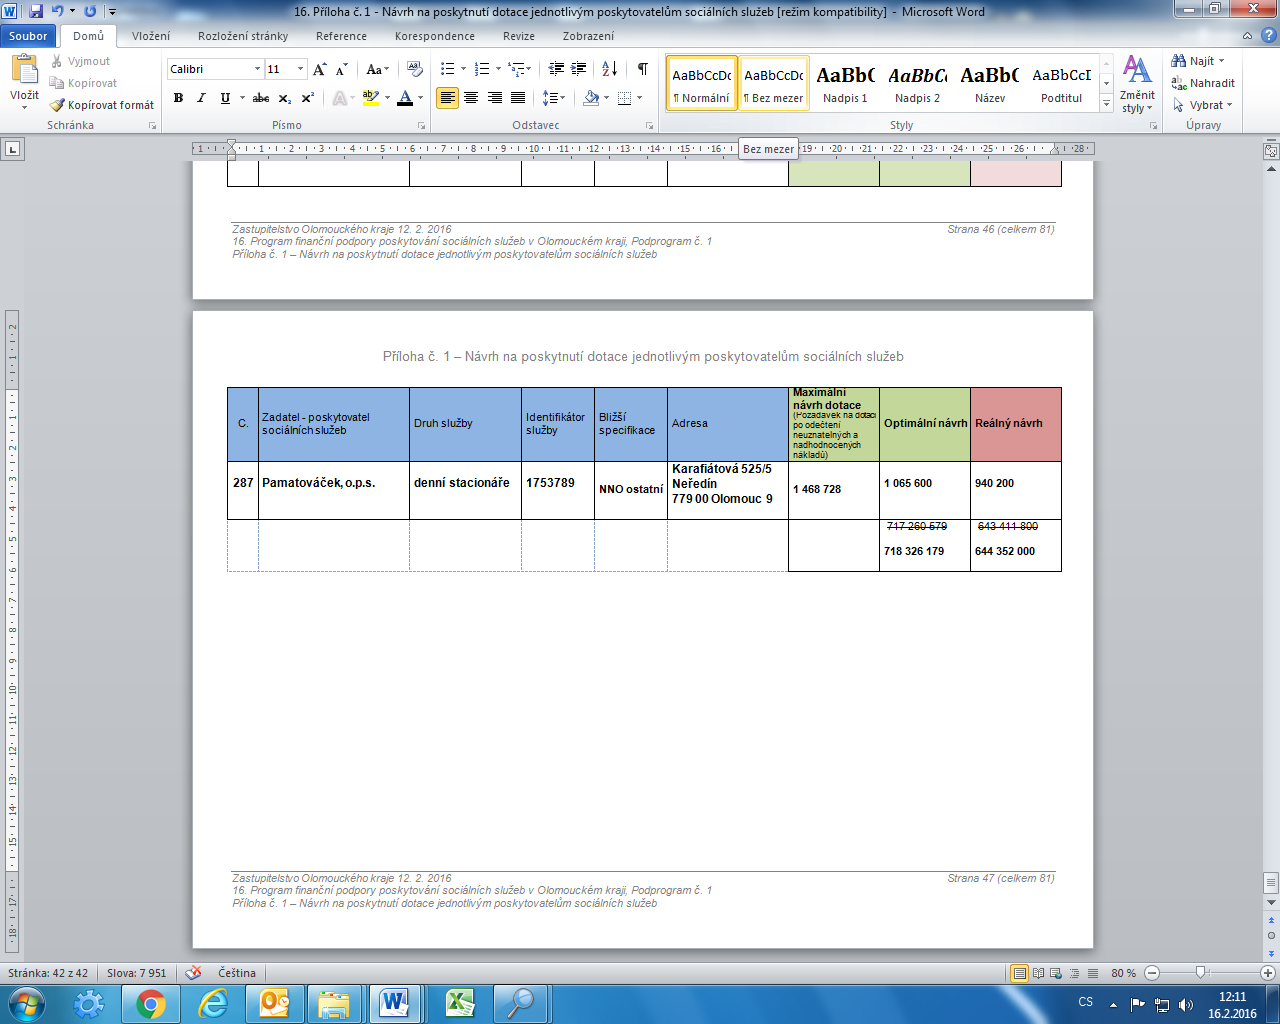 16. Příloha č. 1 - Návrh na poskytnutí dotace jednotlivým poskytovatelům sociálních služeb [režim kompatibility] - Microsoft Word
Soubor Domů Vložení Rozložení stránky Reference Korespondence Revize Zobrazení
Vložit
Vyjmout
Kopírovat
Kopírovat formát
Schránka
Calibri 11
Písmo
Odstavec
AaBbCcDc AaBbCcDc AaBbC AaBbCc AaBbC AaBbCcI
¶ Normální ¶ Bez mezer Nadpis 1 Nadpis 2 Název Podtitul
Změnit styly
Styly
Najít
Nahradit
Vybrat
Úpravy
Bez mezer
Zastupitelstvo Olomouckého kraje 12. 2. 2016 Strana 46 (celkem 81)
16. Program finanční podpory poskytování sociálních služeb v Olomouckém kraji, Podprogram č. 1
Příloha č. 1 – Návrh na poskytnutí dotace jednotlivým poskytovatelům sociálních služeb
Příloha č. 1 – Návrh na poskytnutí dotace jednotlivým poskytovatelům sociálních služeb
Č.
Zadatel - poskytovatel
sociálních služeb
Druh služby
Identifikátor
služby
Bližší
specifikace
Adresa
Maximální
návrh dotace
(Požadavek na dotaci
po odečtení
neuznatelných a
nadhodnocených
nákladů)
Optimální návrh
Reálný návrh
287
Pamatováček, o.p.s.
denní stacionáře
1753789
NNO ostatní
Karafiátová 525/5
Neředín
779 00 Olomouc 9
1 468 728
1 065 600
940 200
717 260 579 643 411 800
718 326 179 644 352 000
Zastupitelstvo Olomouckého kraje 12. 2. 2016 Strana 47 (celkem 81)
16. Program finanční podpory poskytování sociálních služeb v Olomouckém kraji, Podprogram č. 1
Příloha č. 1 – Návrh na poskytnutí dotace jednotlivým poskytovatelům sociálních služeb
Stránka: 42 z 42 Slova: 7 951 Čeština 80 %
CS
12:11
16.2.2016